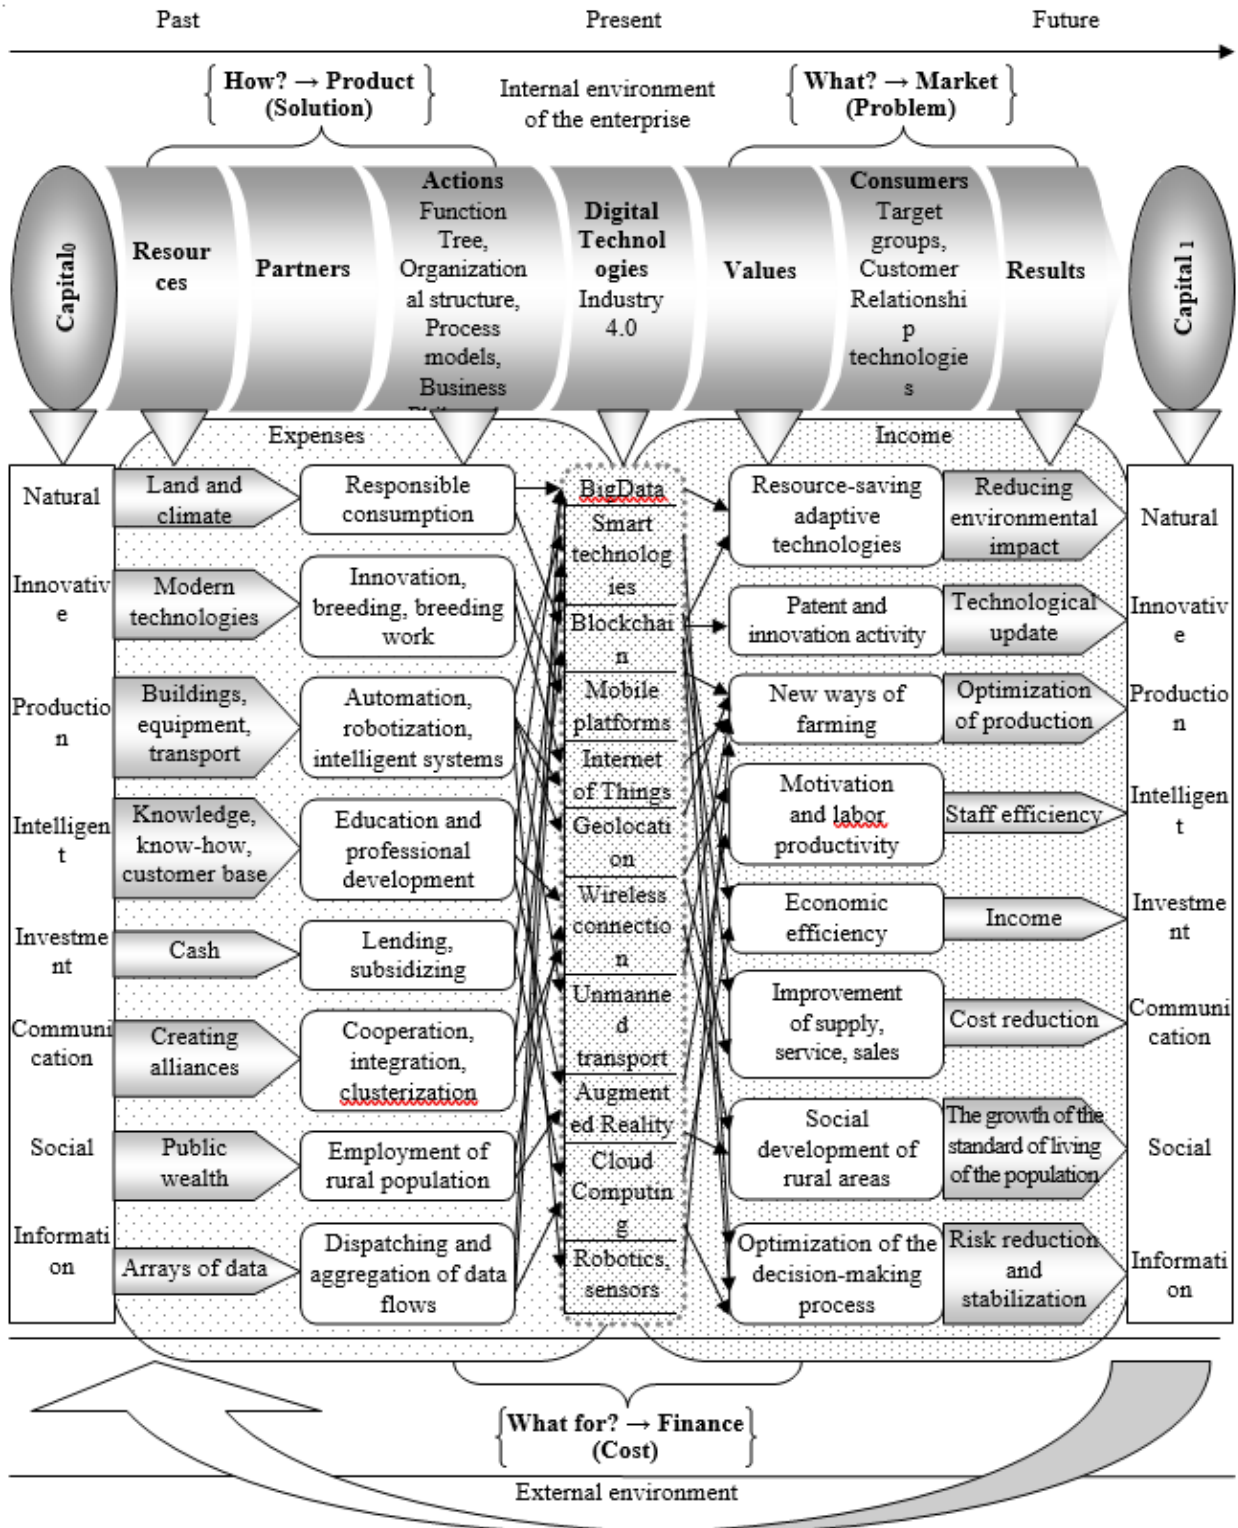 Past
Present
Future
How? → Product
(Solution)
Internal environment
of the enterprise
What? → Market
(Problem)
Capital0
Resour
ces
Partners
Actions
Function
Tree,
Organization
al structure,
Process
models,
Business
Digital
Technol
ogies
Industry
4.0
Values
Consumers
Target
groups,
Customer
Relationshi
p
technologie
s
Results
Capital 1
Expenses
Income
Natural
Innovativ
e
Productio
n
Intelligen
t
Investme
nt
Communi
cation
Social
Informati
on
Land and
climate
Modern
technologies
Buildings,
equipment,
transport
Knowledge,
know-how,
customer base
Cash
Creating
alliances
Public
wealth
Arrays of data
Responsible
consumption
Innovation,
breeding, breeding
work
Automation,
robotization,
intelligent systems
Education and
professional
development
Lending,
subsidizing
Cooperation,
integration,
clusterization
Employment of
rural population
Dispatching and
aggregation of data
flows
BigData
Smart
technolog
ies
Blockchai
n
Mobile
platforms
Internet
of Things
Geolocati
on
Wireless
connectio
n
Unmanne
d
transport
Augment
ed Reality
Cloud
Computin
g
Robotics,
sensors
Resource-saving
adaptive
technologies
Patent and
innovation activity
New ways of
farming
Motivation
and labor
productivity
Economic
efficiency
Improvement
of supply,
service, sales
Social
development of
rural areas
Optimization of the
decision-making
process
Reducing
environmental
impact
Technological
update
Optimization
of production
Staff efficiency
Income
Cost reduction
The growth of the
standard of living
of the population
Risk reduction
and
stabilization
Natural
Innovativ
e
Productio
n
Intelligen
t
Investme
nt
Communi
cation
Social
Informati
on
What for? → Finance
(Cost)
External environment